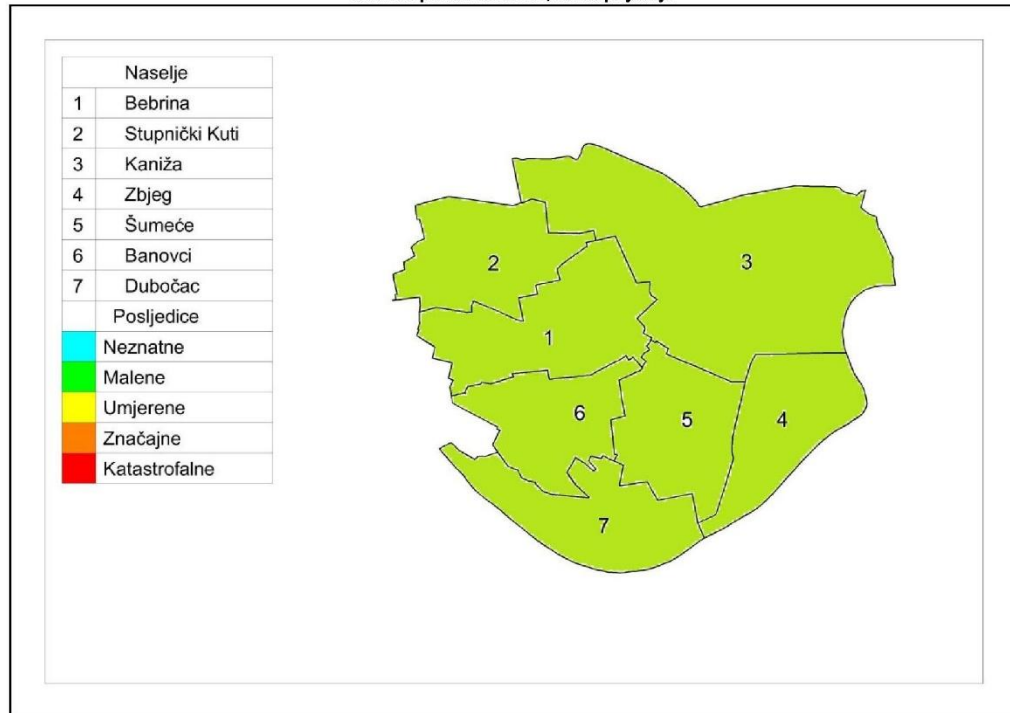 Naselje
1 Bebrina
2 Stupnički Kuti
3 Kaniža
4 Zbjeg
5 Šumeće
6 Banovci
7 Dubočac
Posljedice
Neznatne
Malene
Umjerene
Značajne
Katastrofalne
2
3
1
6
5
4
7